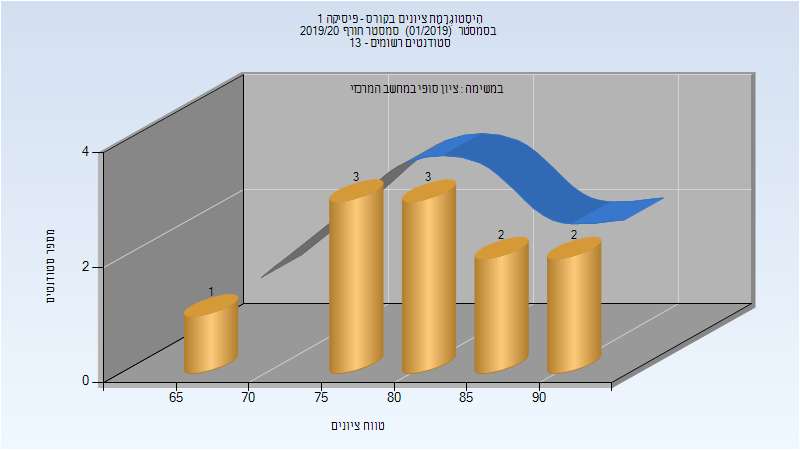 היסטוגרמת ציונים בקורס - פיסיקה 1
בסמסטר (01/2019) סמסטר חורף 2019/20
סטודנטים רשומים - 13
במשימה : ציון סופי במחשב המרכזי
4
2
0
מספר סטודנטים
1
3
3
2
2
65
70
75
80
85
90
טווח ציונים